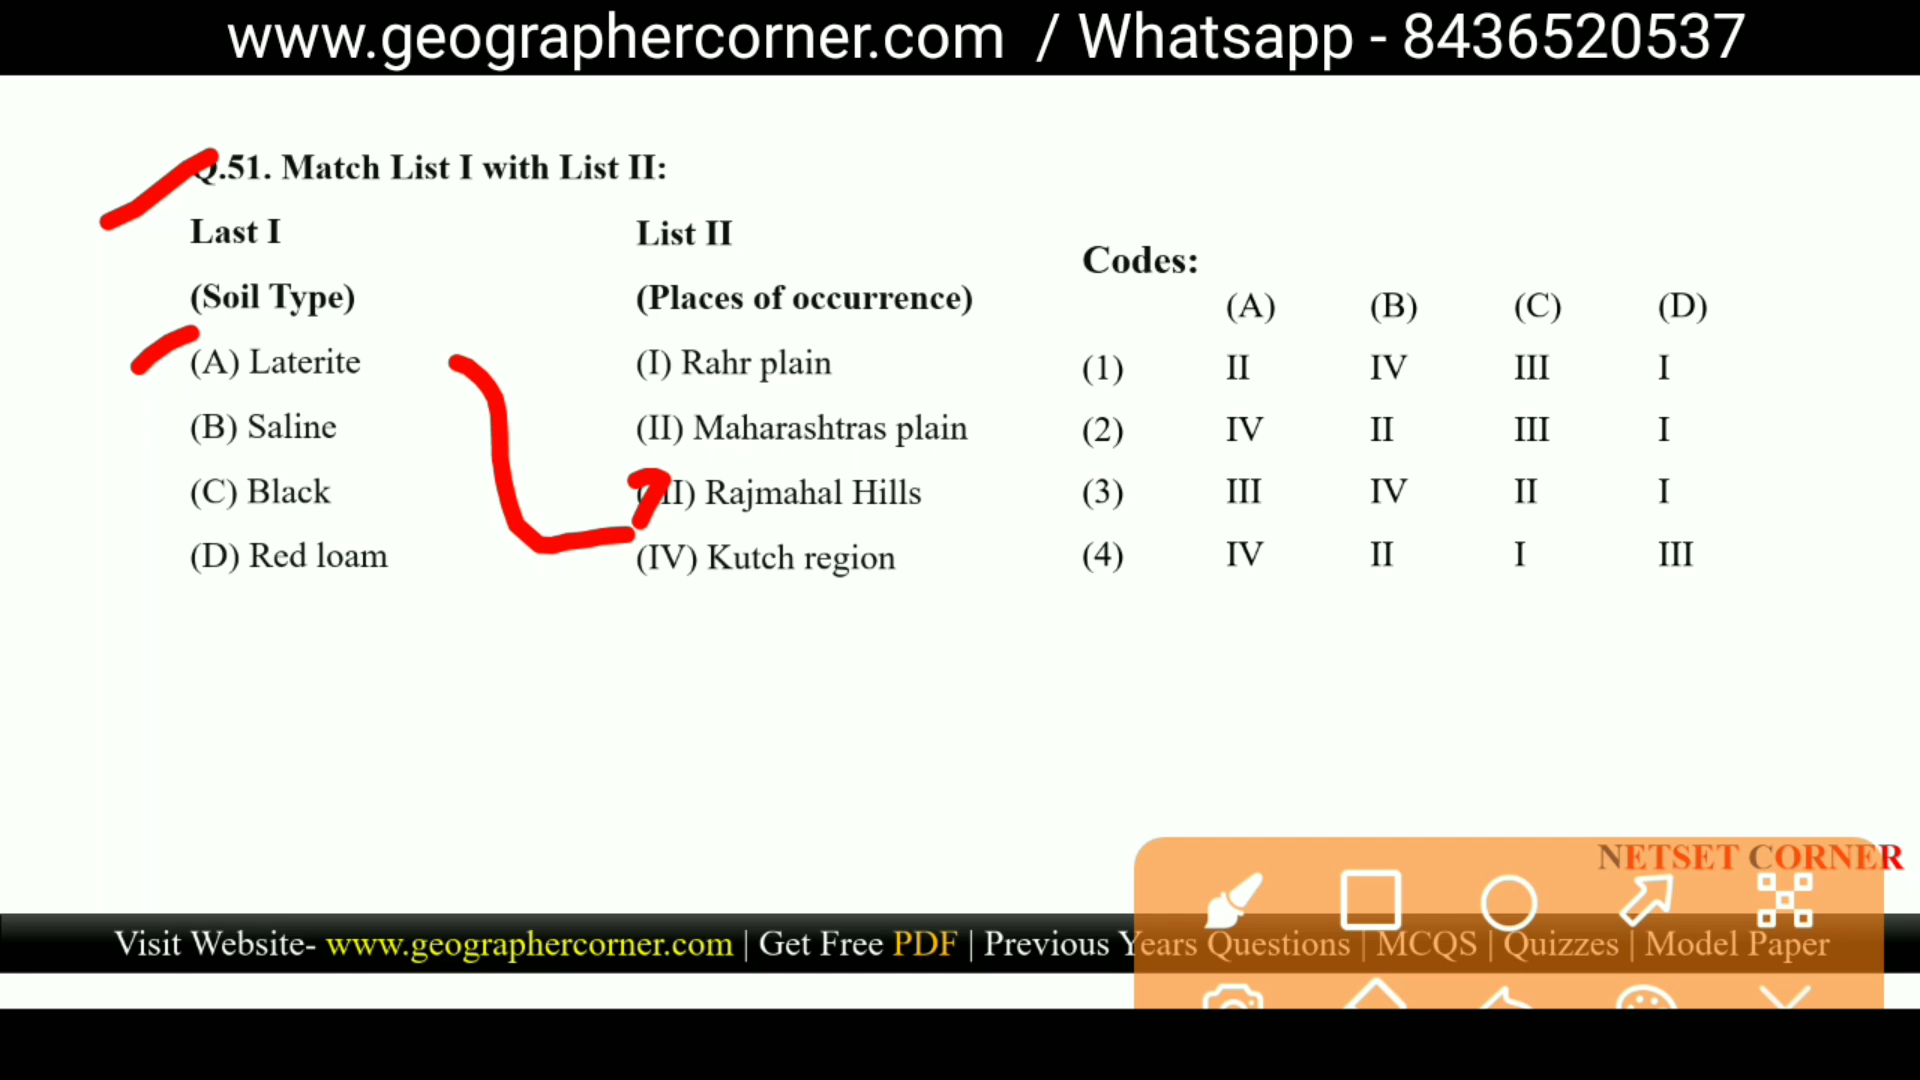 www.geographercorner.com / Whatsapp - 8436520537
Q.51. Match List I with List II:
Last I
List II
(Soil Type)
(Places of occurrence)
(A) Laterite
(I) Rahr plain
(B) Saline
(II) Maharashtras plain
(C) Black
(III) Rajmahal Hills
(D) Red loam
(IV) Kutch region
Codes:
(A) (B) (C) (D)
(1) II IV III I
(2) IV II III I
(3) III IV II I
(4) IV II I III
NETSET CORNER
Visit Website- www.geographercorner.com | Get Free PDF | Previous Years Questions | MCQS | Quizzes | Model Paper